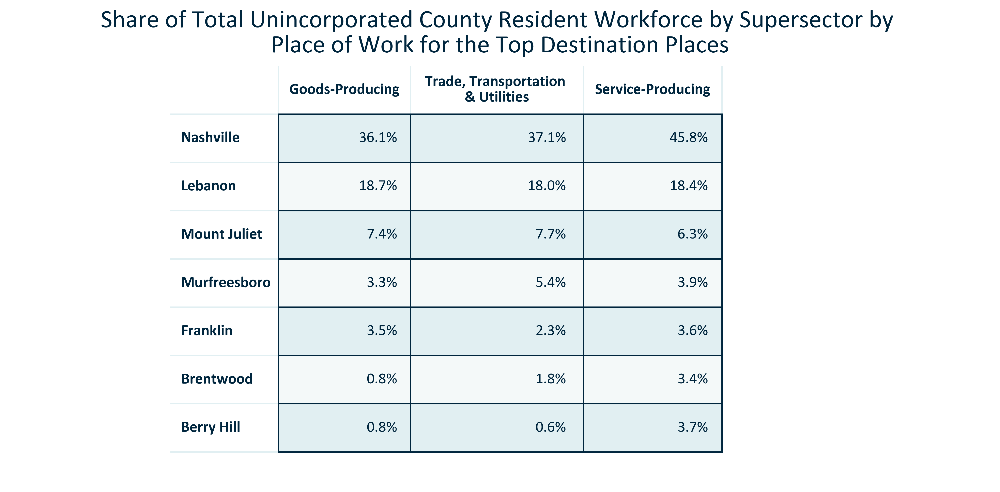 Share of Total Unincorporated County Resident Workforce by Supersector by
Place of Work for the Top Destination Places
Goods-Producing
Trade, Transportation
& Utilities
Service-Producing
Nashville 36.1% 37.1% 45.8%
Lebanon 18.7% 18.0% 18.4%
Mount Juliet 7.4% 7.7% 6.3%
Murfreesboro 3.3% 5.4% 3.9%
Franklin 3.5% 2.3% 3.6%
Brentwood 0.8% 1.8% 3.4%
Berry Hill 0.8% 0.6% 3.7%